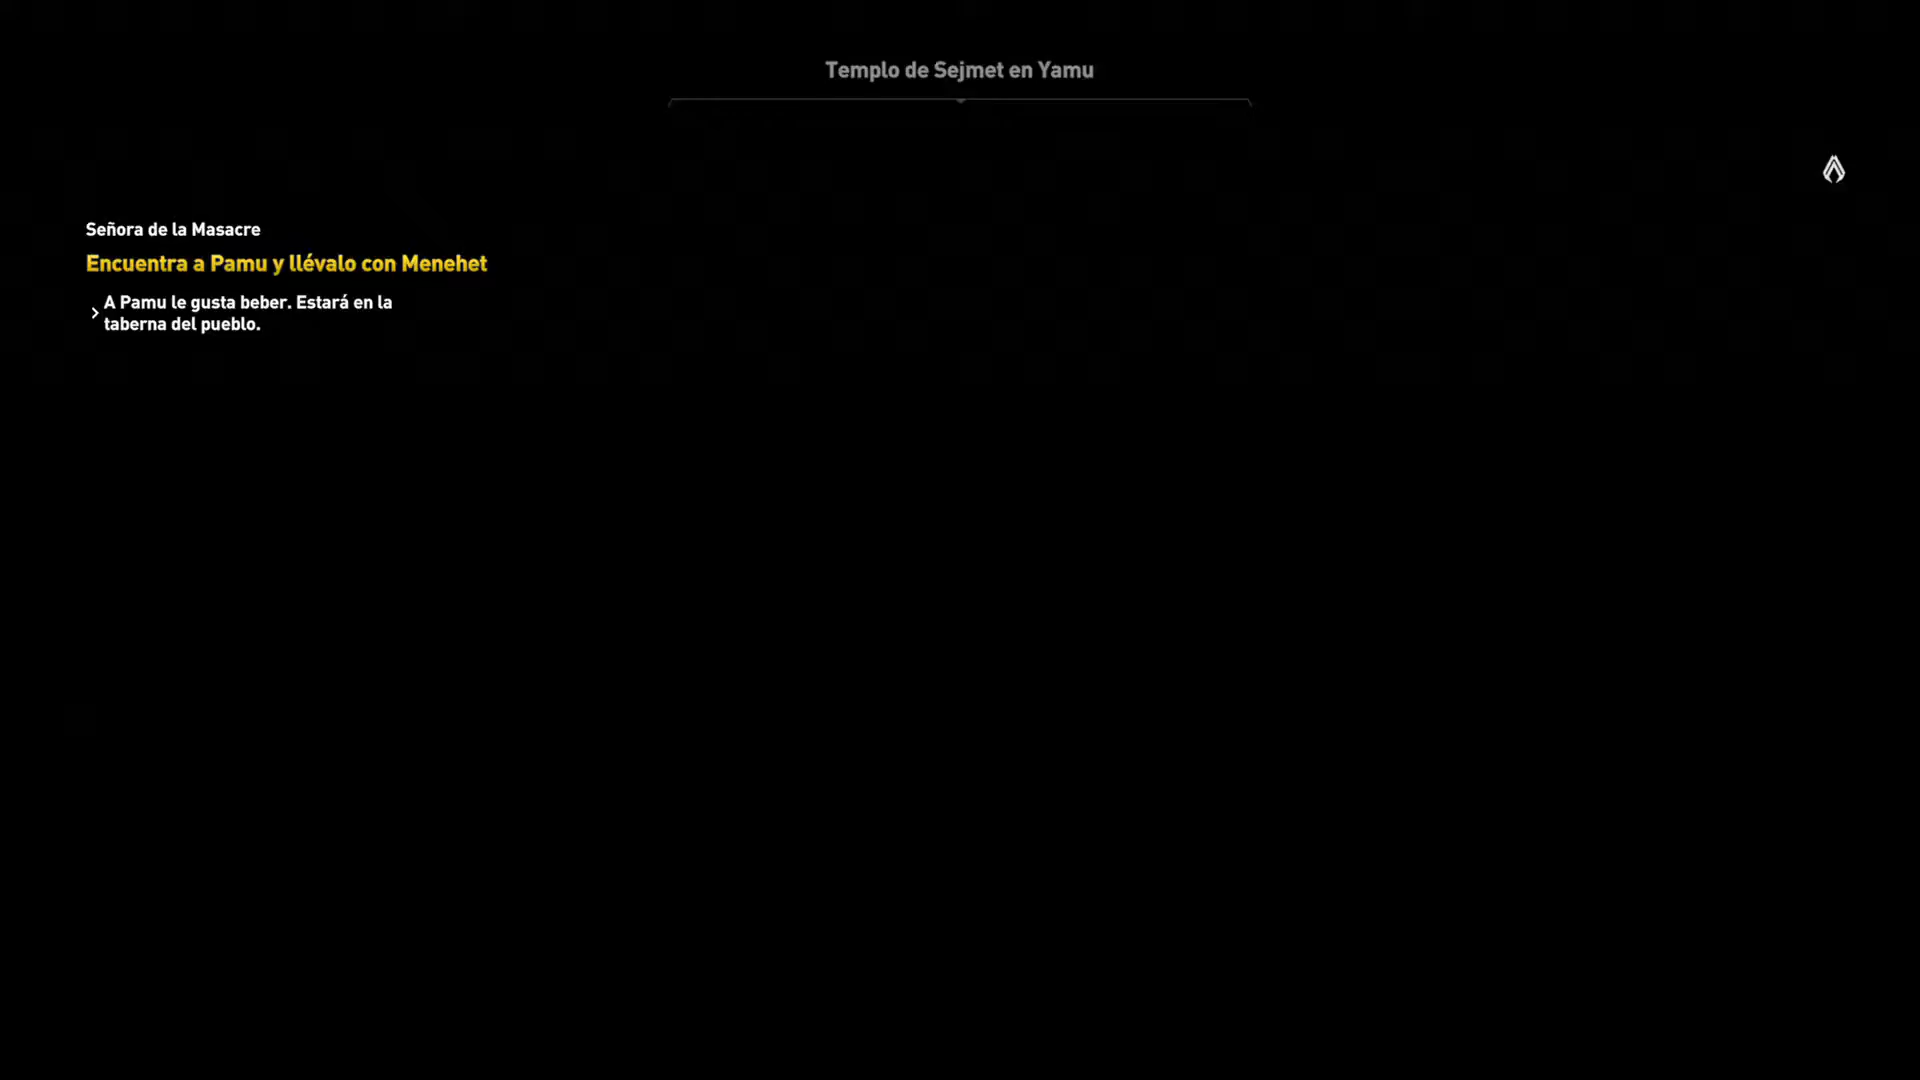 Templo de Sejmet en Yamu
Señora de la Masacre
Encuentra a Pamu y llévalo con Menehet
A Pamu le gusta beber. Estará en la
taberna del pueblo.